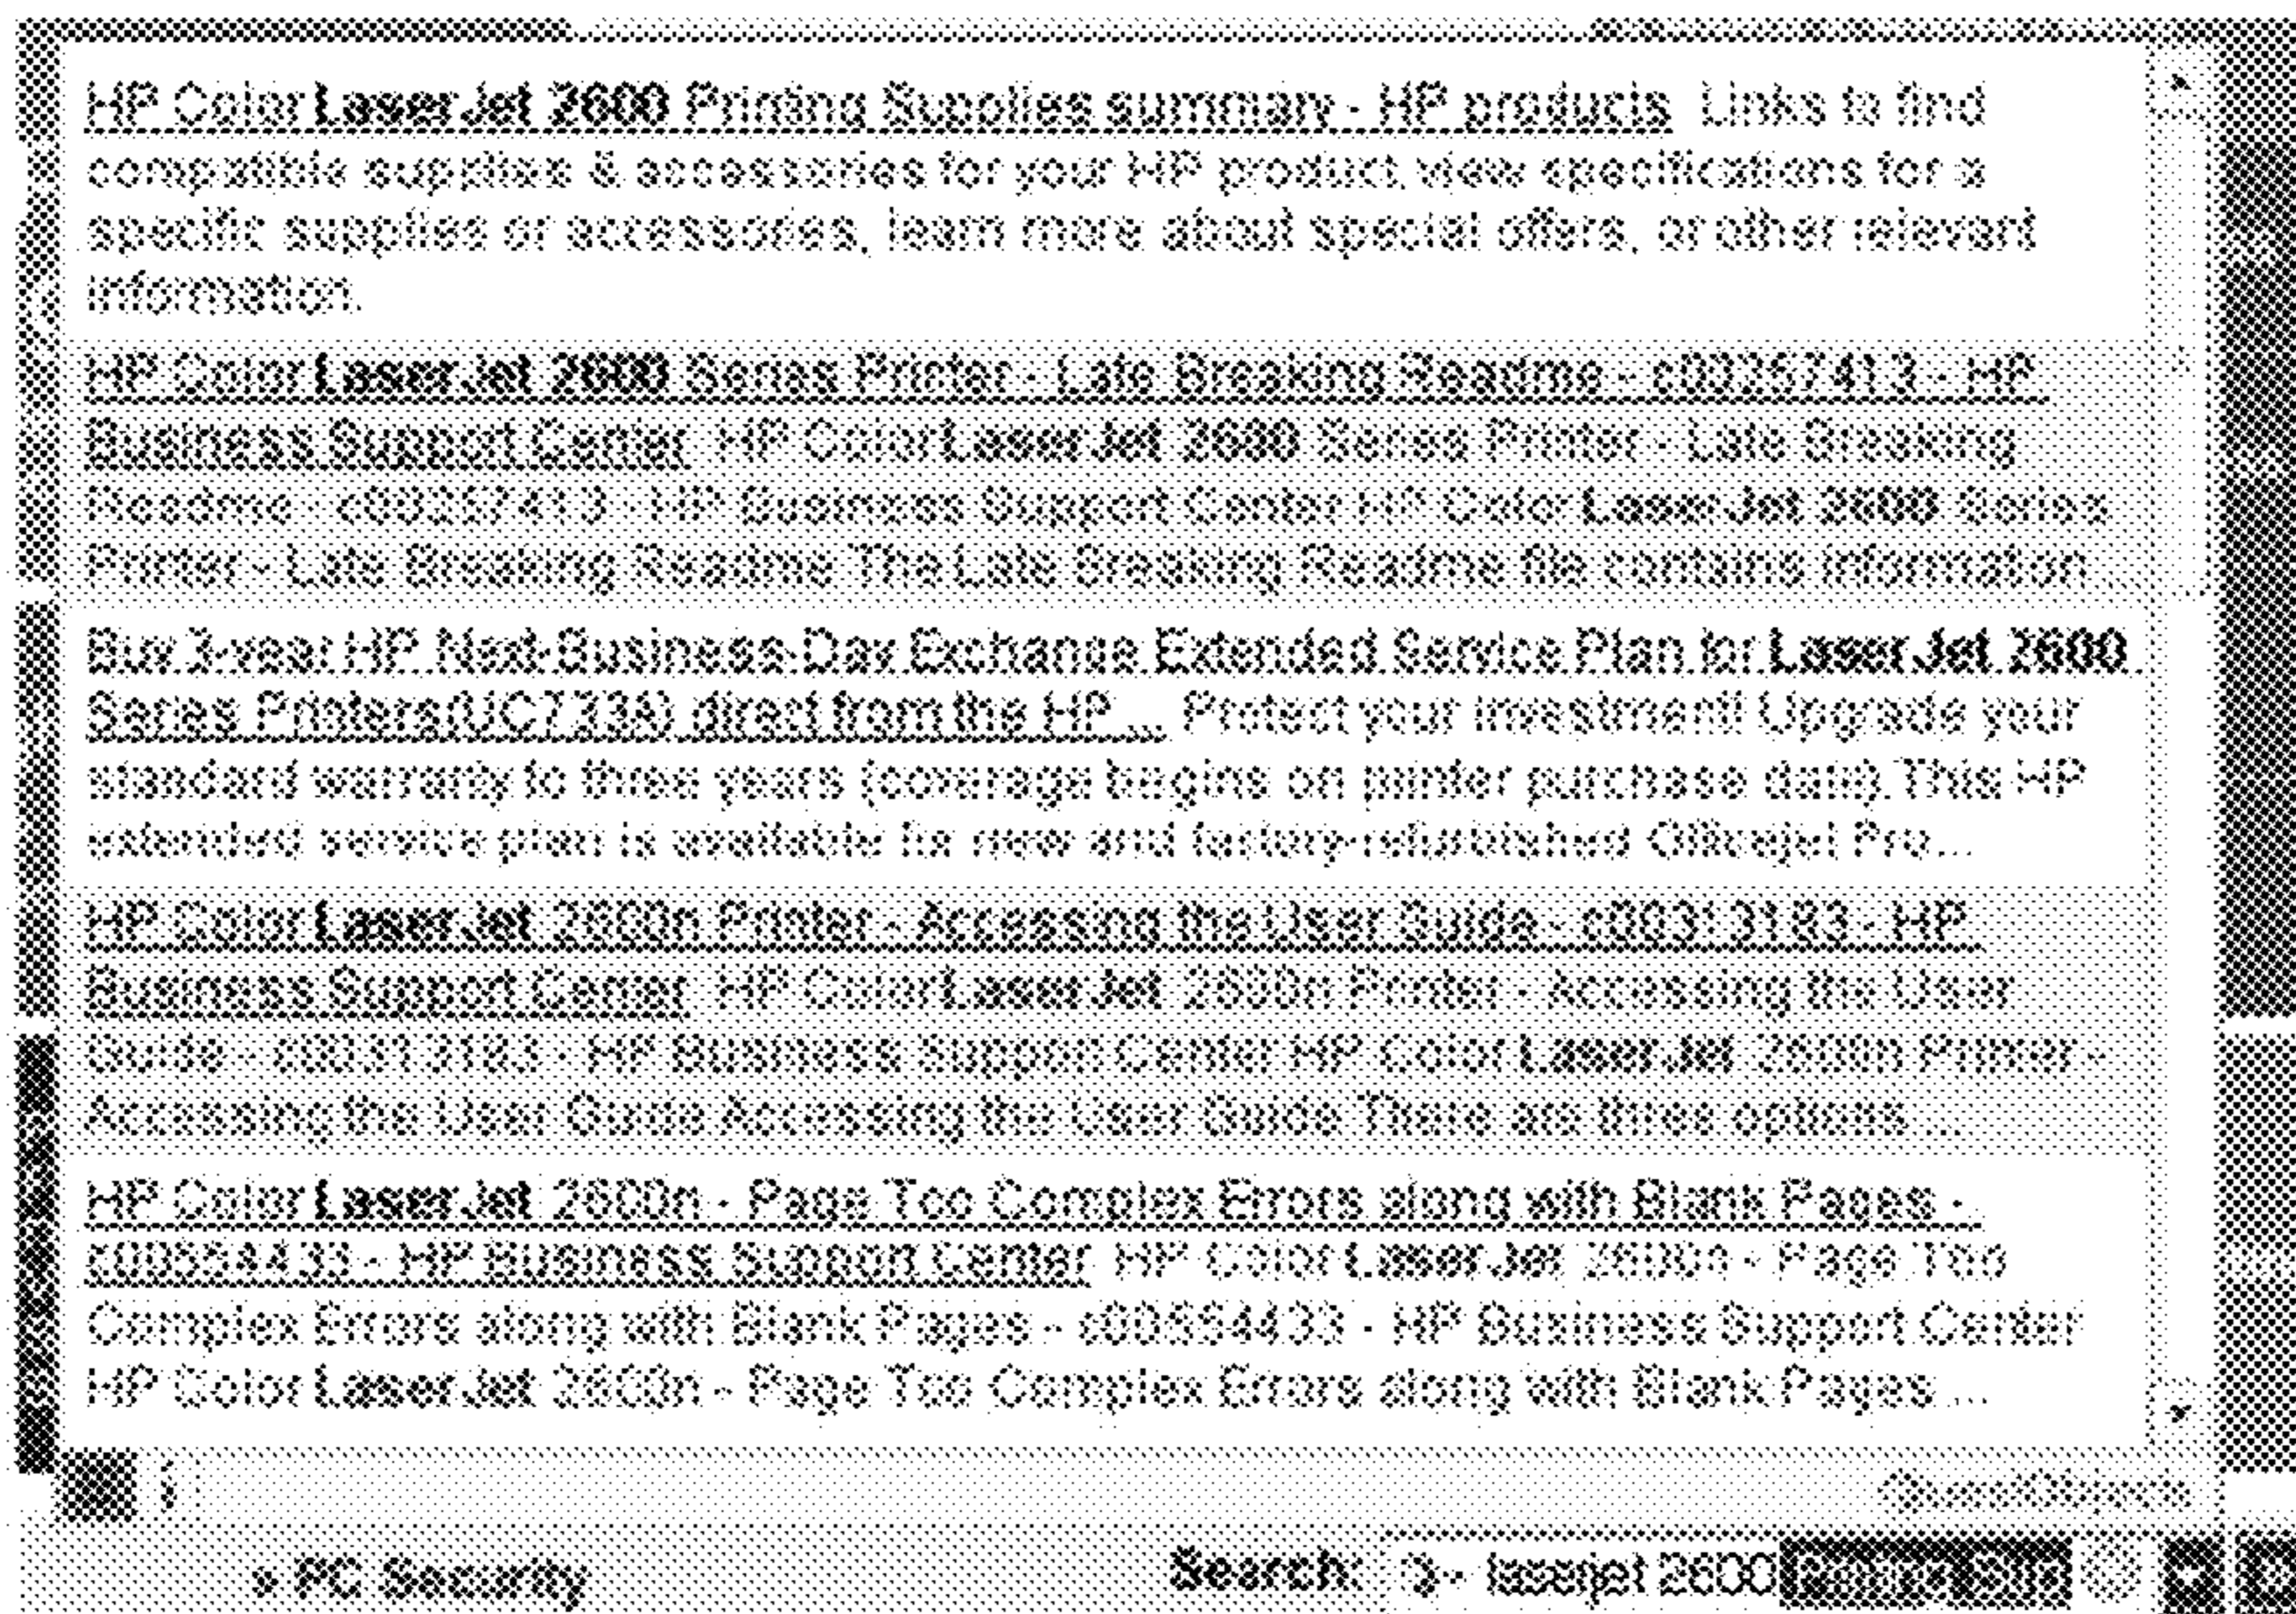 HP Color LaserJet 2600 Printing Supplies summary - HP products Links to find
compatible supplies & accessories for your HP product, view specifications for a
specific supplies or accessories, learn more about special offers, or other relevant
information.
HP Color LaserJet 2600 Series Printer - Late Breaking Readme - c00257413 - HP
Business Support Center HP Color LaserJet 2600 Series Printer - Late Breaking
Readme - c00257413 - HP Business Support Center HP Color LaserJet 2600 Series
Printer - Late Breaking Readme The Late Breaking Readme file contains information ...
Buy 3-year HP Next-Business-Day Exchange Extended Service Plan for LaserJet 2600
Series Printers(UC733A) direct from the HP ... Protect your investment! Upgrade your
standard warranty to three years (coverage begins on printer purchase date). This HP
extended service plan is available for new and factory-refurbished Officejet Pro...
HP Color LaserJet 2600n Printer - Accessing the User Guide - c00313183 - HP
Business Support Center HP Color LaserJet 2600n Printer - Accessing the User
Guide - c00313183 - HP Business Support Center HP Color LaserJet 2600n Printer -
Accessing the User Guide Accessing the User Guide There are three options ...
HP Color LaserJet 2600n - Page Too Complex Errors along with Blank Pages -
HP Business Support Center HP Color LaserJet 2600n - Page Too
Complex Errors along with Blank Pages - HP Business Support Center
HP Color LaserJet 2600n - Page Too Complex Errors along with Blank Pages ...
» PC Security
Search: laserjet 2600